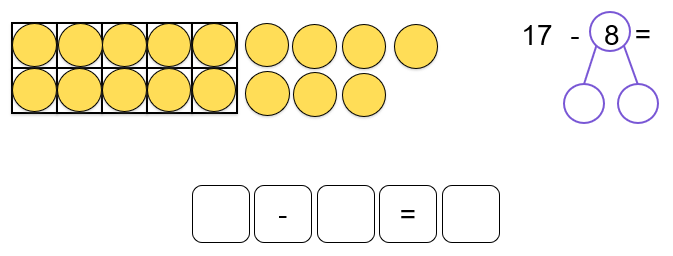 17 - 8 =
- =